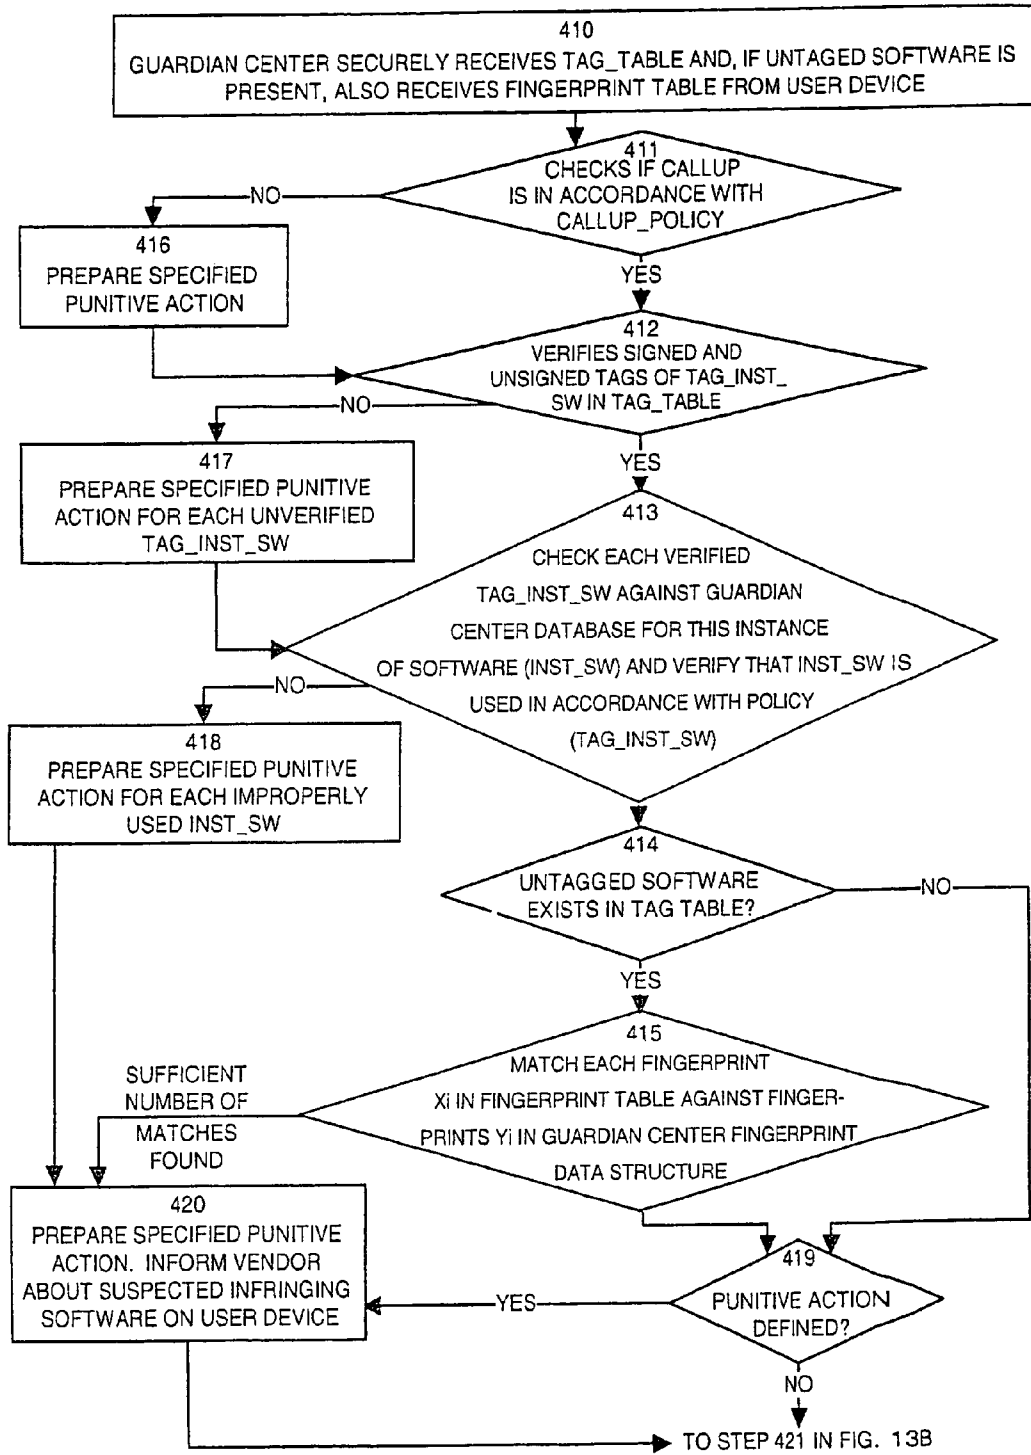 410
GUARDIAN CENTER SECURELY RECEIVES TAG_TABLE AND, IF UNTAGED SOFTWARE IS
PRESENT, ALSO RECEIVES FINGERPRINT TABLE FROM USER DEVICE
411
CHECKS IF CALLUP
IS IN ACCORDANCE WITH
CALLUP_POLICY
NO
416
PREPARE SPECIFIED
PUNITIVE ACTION
YES
412
VERIFIES SIGNED AND
UNSIGNED TAGS OF TAG_INST_
SW IN TAG_TABLE
NO
417
PREPARE SPECIFIED PUNITIVE
ACTION FOR EACH UNVERIFIED
TAG_INST_SW
YES
413
CHECK EACH VERIFIED
TAG_INST_SW AGAINST GUARDIAN
CENTER DATABASE FOR THIS INSTANCE
OF SOFTWARE (INST_SW) AND VERIFY THAT INST_SW IS
USED IN ACCORDANCE WITH POLICY
(TAG_INST_SW)
NO
418
PREPARE SPECIFIED PUNITIVE
ACTION FOR EACH IMPROPERLY
USED INST_SW
414
UNTAGGED SOFTWARE
EXISTS IN TAG TABLE?
NO
YES
415
MATCH EACH FINGERPRINT
Xi IN FINGERPRINT TABLE AGAINST FINGER-
PRINTS Yi IN GUARDIAN CENTER FINGERPRINT
DATA STRUCTURE
SUFFICIENT
NUMBER OF
MATCHES
FOUND
420
PREPARE SPECIFIED PUNITIVE
ACTION. INFORM VENDOR
ABOUT SUSPECTED INFRINGING
SOFTWARE ON USER DEVICE
419
PUNITIVE ACTION
DEFINED?
YES
NO
TO STEP 421 IN FIG. 13B